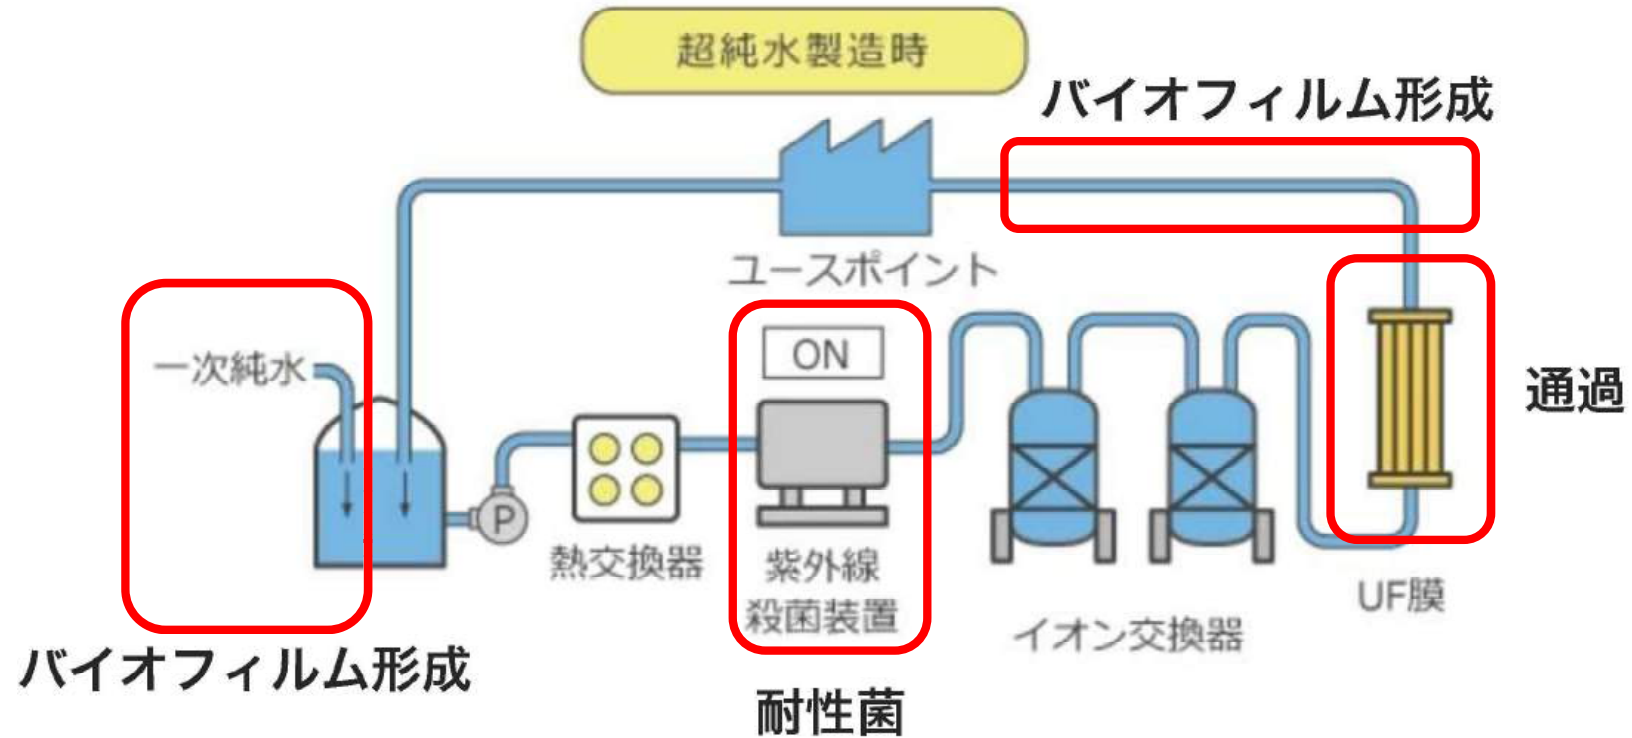 超純水製造時
バイオフィルム形成
ユースポイント
ON
一次純水
通過
P
熱交換器
紫外線
殺菌装置
UF膜
イオン交換器
バイオフィルム形成
耐性菌